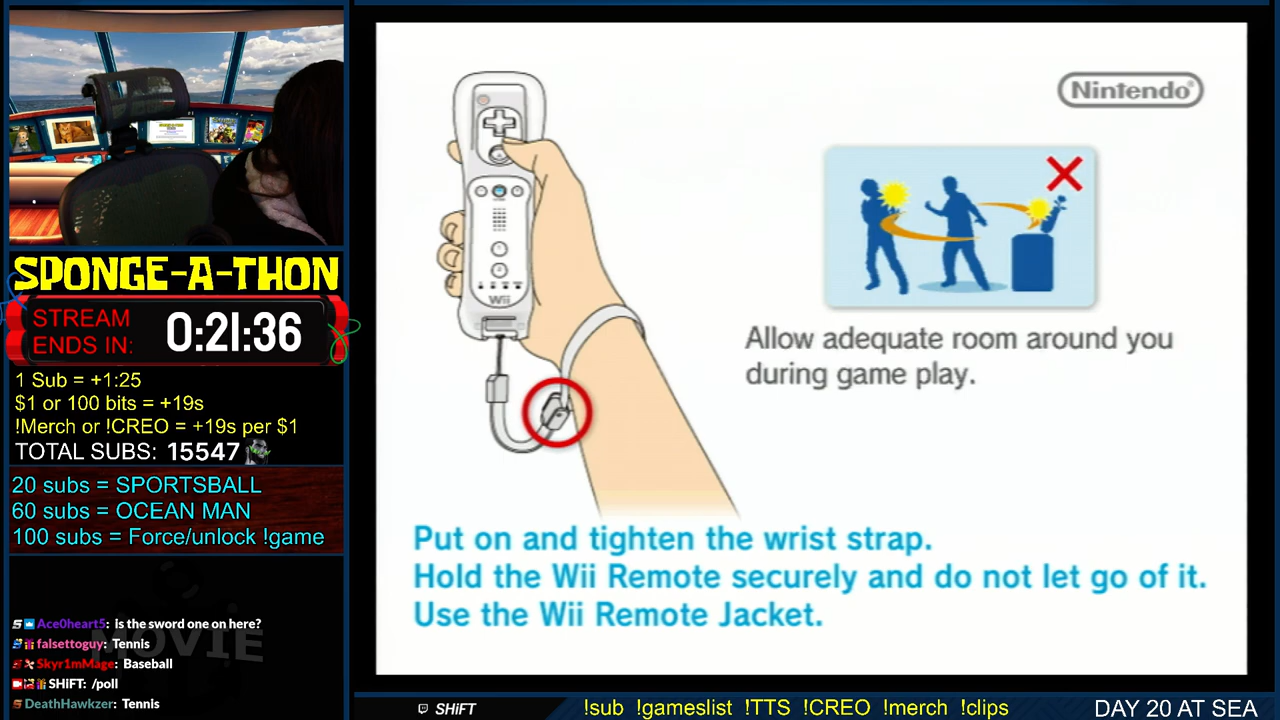 SPONGE-A-THON
STREAM
ENDS IN:
0:21:36
1 Sub = +1:25
$1 or 100 bits = +19s
!Merch or !CREO = +19s per $1
TOTAL SUBS: 15547
20 subs = SPORTSBALL
60 subs = OCEAN MAN
100 subs = Force/unlock !game
MOVIE
Ace0heart5: is the sword one on here?
falsettoguy: Tennis
Skyr1mMage: Baseball
SHiFT: /poll
DeathHawkzer: Tennis
Nintendo®
Wii
Allow adequate room around you
during game play.
Put on and tighten the wrist strap.
Hold the Wii Remote securely and do not let go of it.
Use the Wii Remote Jacket.
SHiFT
!sub !gameslist !TTS !CREO !merch !clips
DAY 20 AT SEA